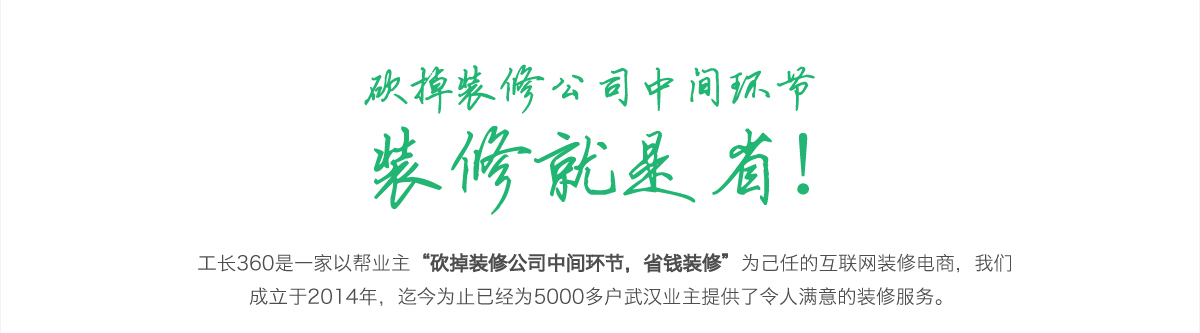 砍掉装修公司中间环节
装修就是省！
工长360是一家以帮业主“砍掉装修公司中间环节，省钱装修”为己任的互联网装修电商，我们
成立于2014年，迄今为止已经为5000多户武汉业主提供了令人满意的装修服务。